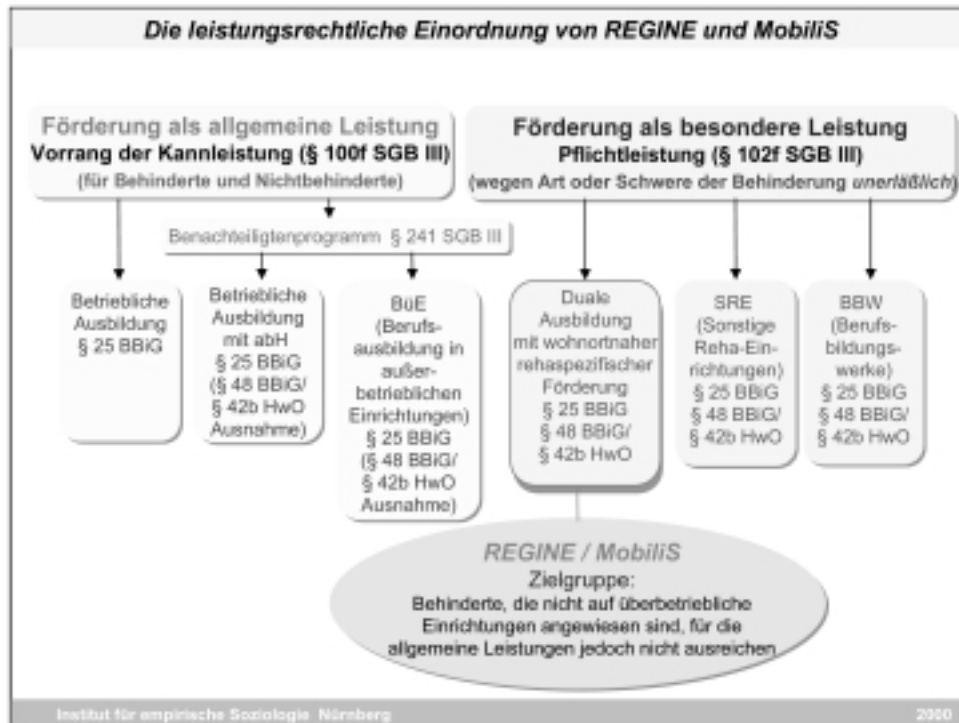 Die leistungsrechtliche Einordnung von REGINE und MobiliS
Förderung als allgemeine Leistung
Vorrang der Kannleistung (§ 100f SGB III)
(für Behinderte und Nichtbehinderte)
Förderung als besondere Leistung
Pflichtleistung (§ 102f SGB III)
(wegen Art oder Schwere der Behinderung unerläßlich)
Benachteiligtenprogramm § 241 SGB III
Betriebliche
Ausbildung
§ 25 BBiG
Betriebliche
Ausbildung
mit abH
§ 25 BBiG
(§ 48 BBiG/
§ 42b HwO
Ausnahme)
BüE
(Berufs-
ausbildung in
außer-
betrieblichen
Einrichtungen)
§ 25 BBiG
(§ 48 BBiG/
§ 42b HwO
Ausnahme)
Duale
Ausbildung
mit wohnortnaher
rehaspezifischer
Förderung
§ 25 BBiG
§ 48 BBiG/
§ 42b HwO
SRE
(Sonstige
Reha-Ein-
richtungen)
§ 25 BBiG
§ 48 BBiG/
§ 42b HwO
BBW
(Berufs-
bildungs-
werke)
§ 25 BBiG
§ 48 BBiG/
§ 42b HwO
REGINE / MobiliS
Zielgruppe:
Behinderte, die nicht auf überbetriebliche
Einrichtungen angewiesen sind, für die
allgemeine Leistungen jedoch nicht ausreichen
Institut für empirische Soziologie Nürnberg
2000